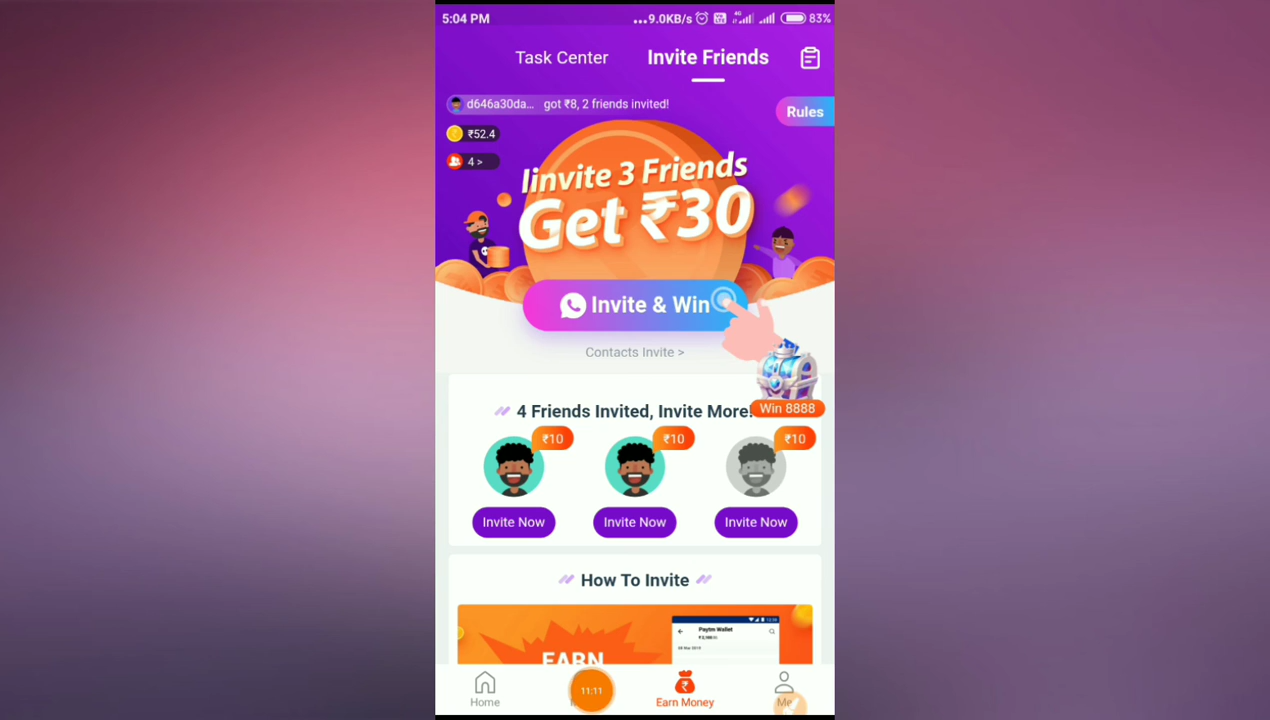 5:04 PM
...9.0KB/s
4G
83%
Task Center
Invite Friends
d646a30da... got ₹8, 2 friends invited!
Rules
₹52.4
4 >
Iinvite 3 Friends
Get ₹30
Invite & Win
Contacts Invite >
Win 8888
4 Friends Invited, Invite More!
₹10
₹10
₹10
Invite Now
Invite Now
Invite Now
How To Invite
EARN
Paytm Wallet
Home
11:11
Earn Money
Me